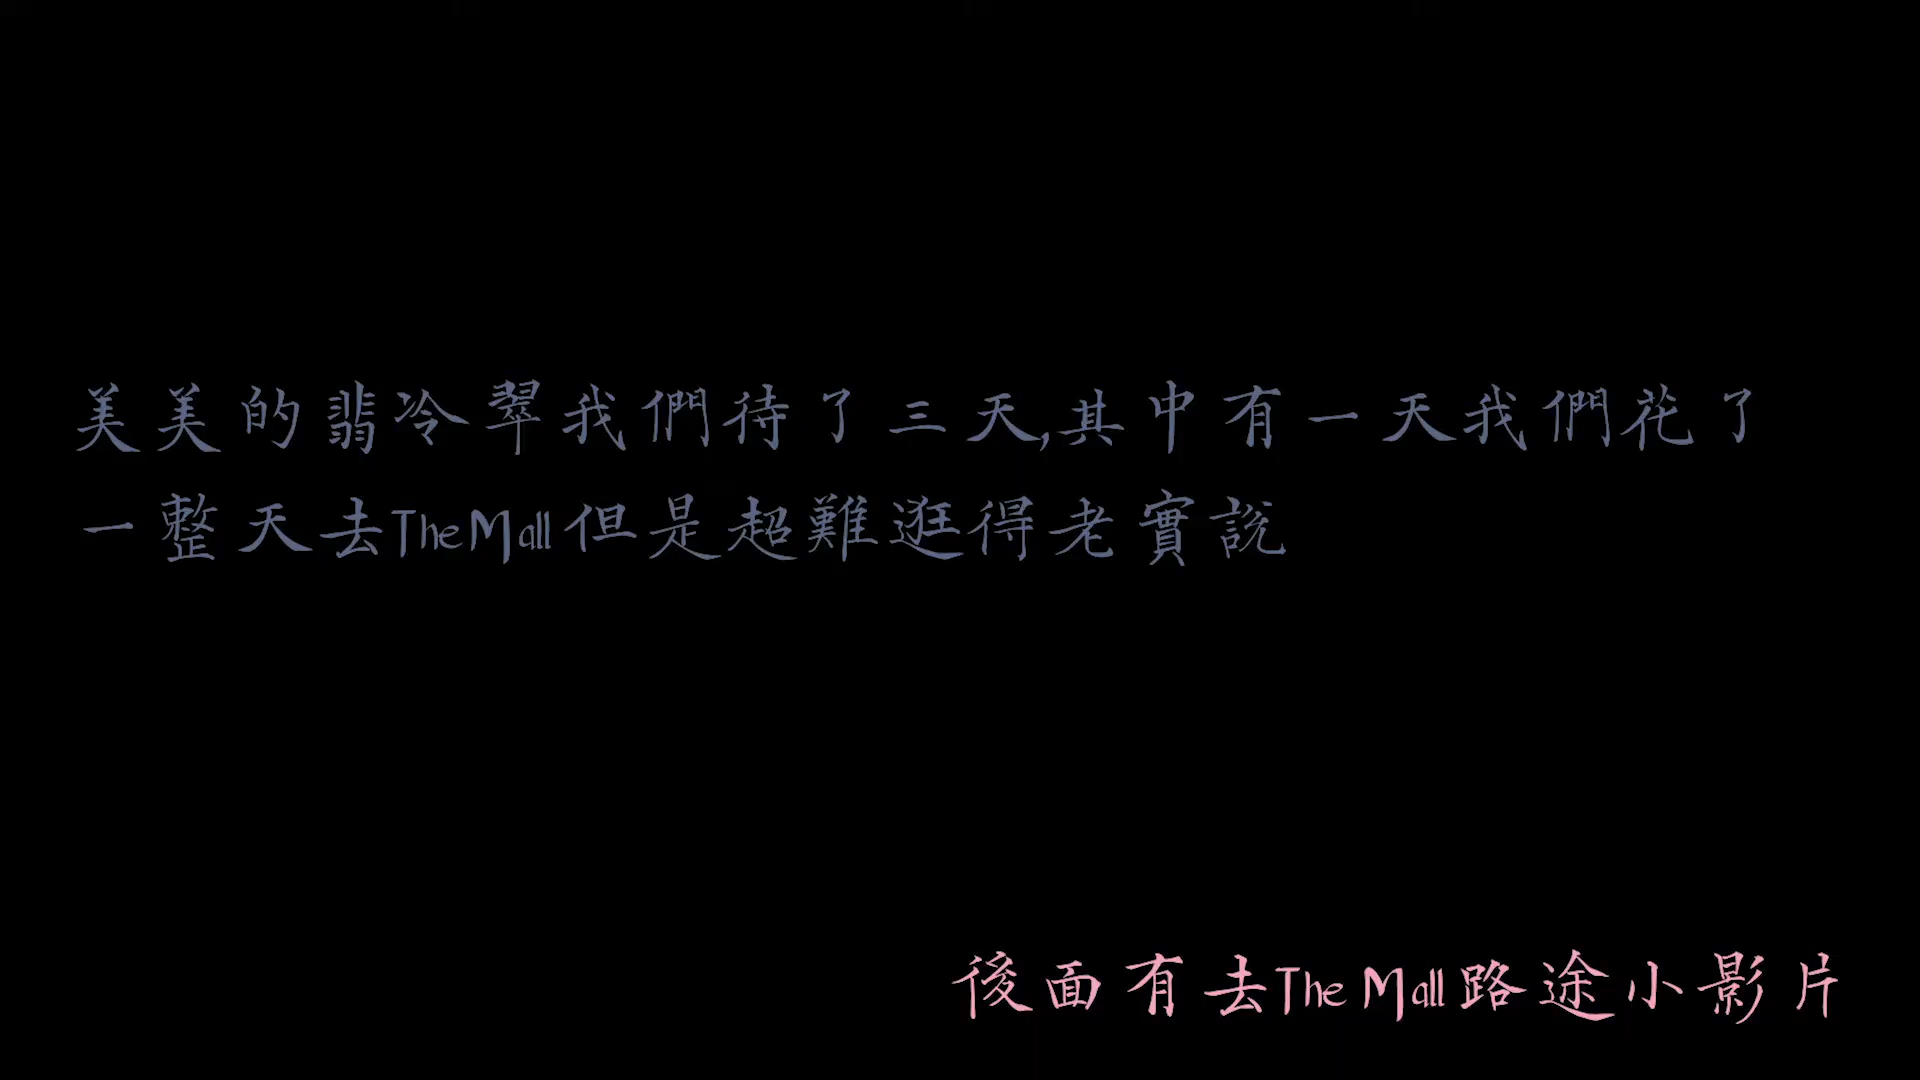 美美的翡冷翠我們待了三天,其中有一天我們花了
一整天去The Mall但是超難逛得老實說
後面有去The Mall路途小影片